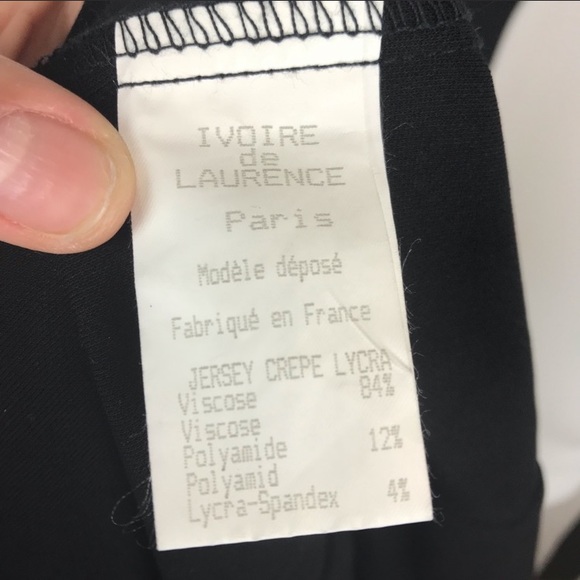 IVOIRE
de
LAURENCE
Paris
Modèle déposé
Fabriqué en France
JERSEY CREPE LYCRA
Viscose 84%
Viscose
Polyamide 12%
Polyamid
Lycra-Spandex 4%